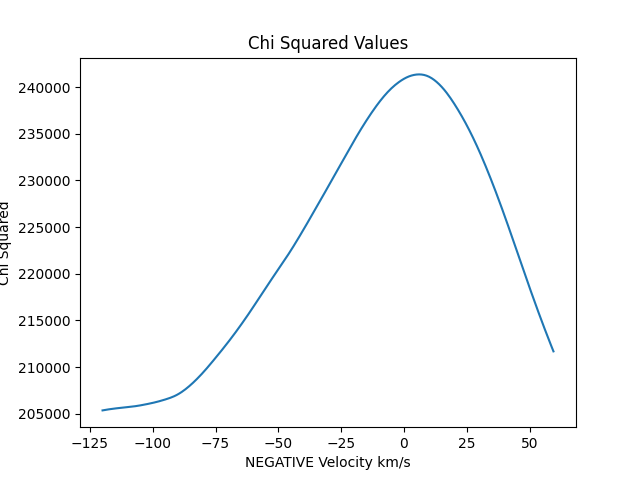 Chi Squared Values
240000
235000
230000
225000
220000
215000
210000
205000
Chi Squared
−125 −100 −75 −50 −25 0 25 50
NEGATIVE Velocity km/s